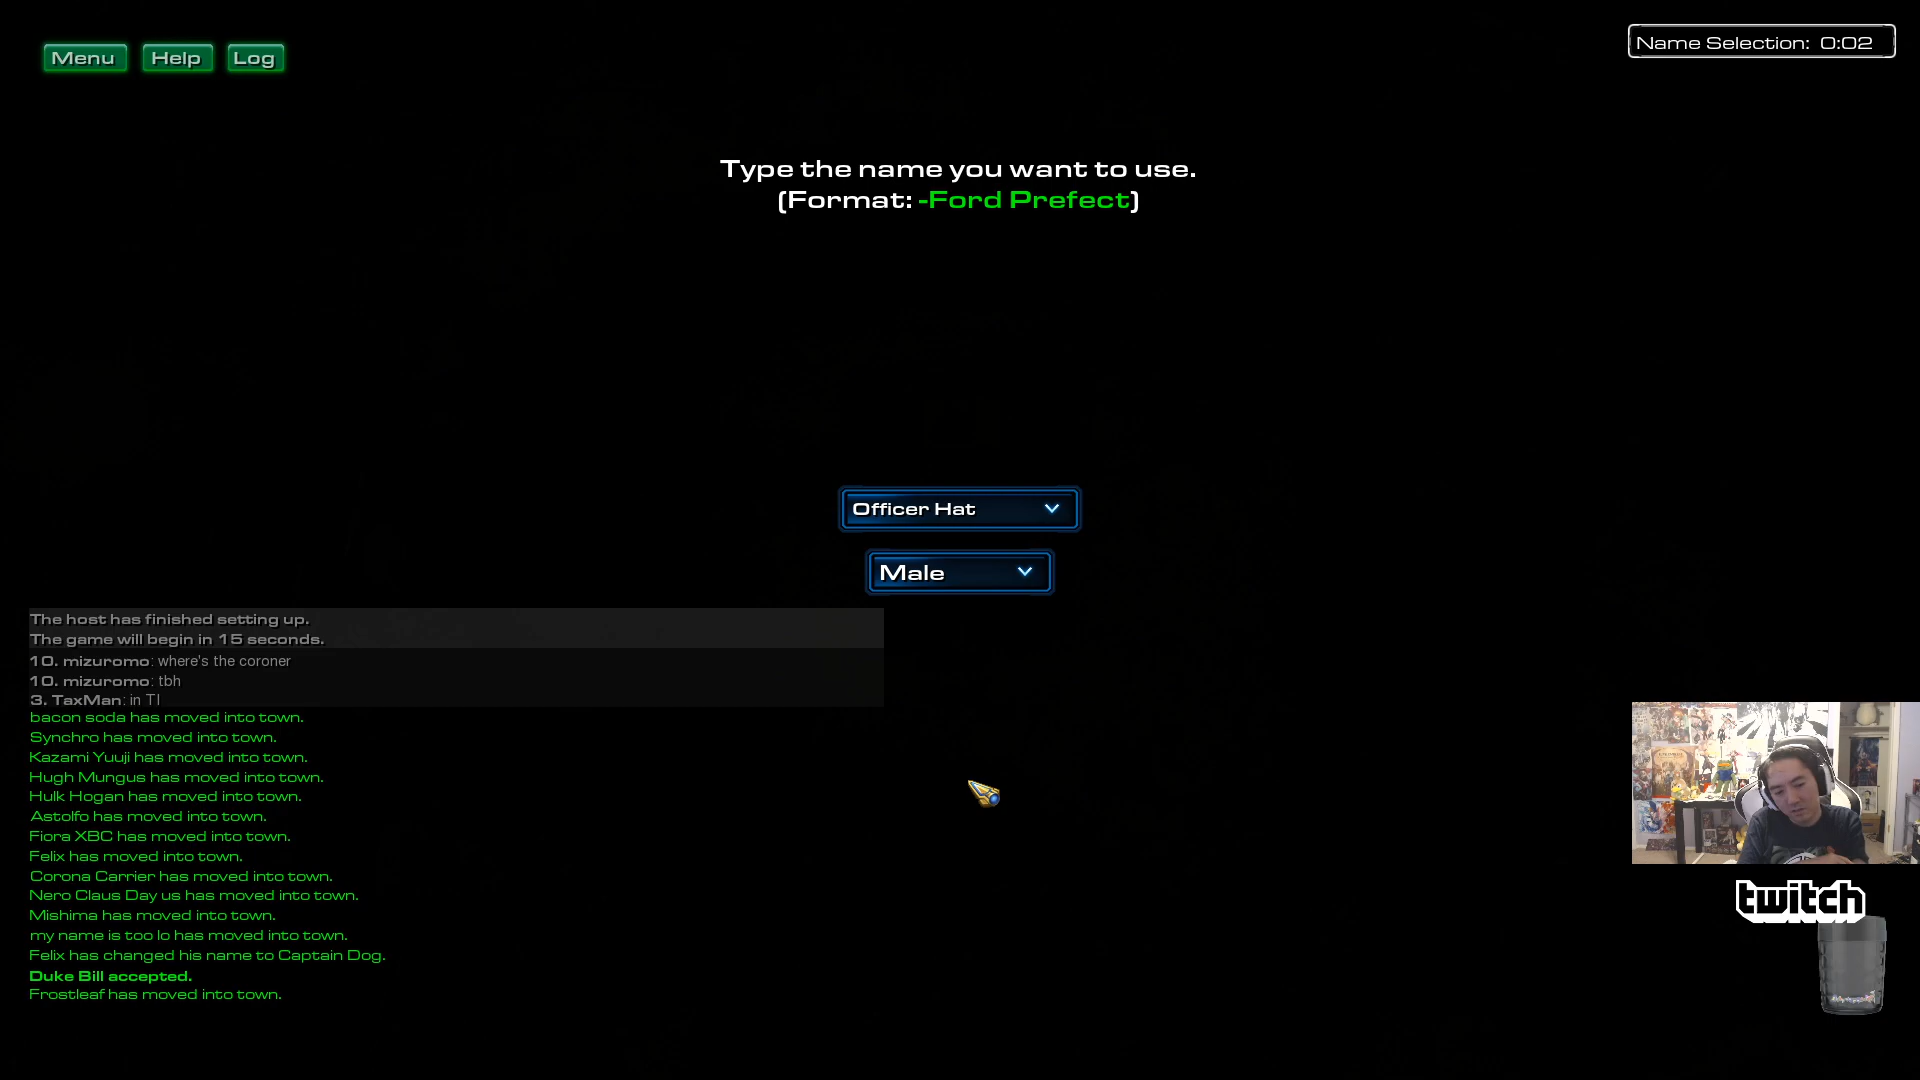 Menu Help Log
Name Selection: 0:02
Type the name you want to use.
(Format: -Ford Prefect)
Officer Hat
Male
The host has finished setting up.
The game will begin in 15 seconds.
10. mizuromo: where's the coroner
10. mizuromo: tbh
3. TaxMan: in TI
bacon soda has moved into town.
Synchro has moved into town.
Kazami Yuuji has moved into town.
Hugh Mungus has moved into town.
Hulk Hogan has moved into town.
Astolfo has moved into town.
Fiora XBC has moved into town.
Felix has moved into town.
Corona Carrier has moved into town.
Nero Claus Day us has moved into town.
Mishima has moved into town.
my name is too lo has moved into town.
Felix has changed his name to Captain Dog.
Duke Bill accepted.
Frostleaf has moved into town.
twitch